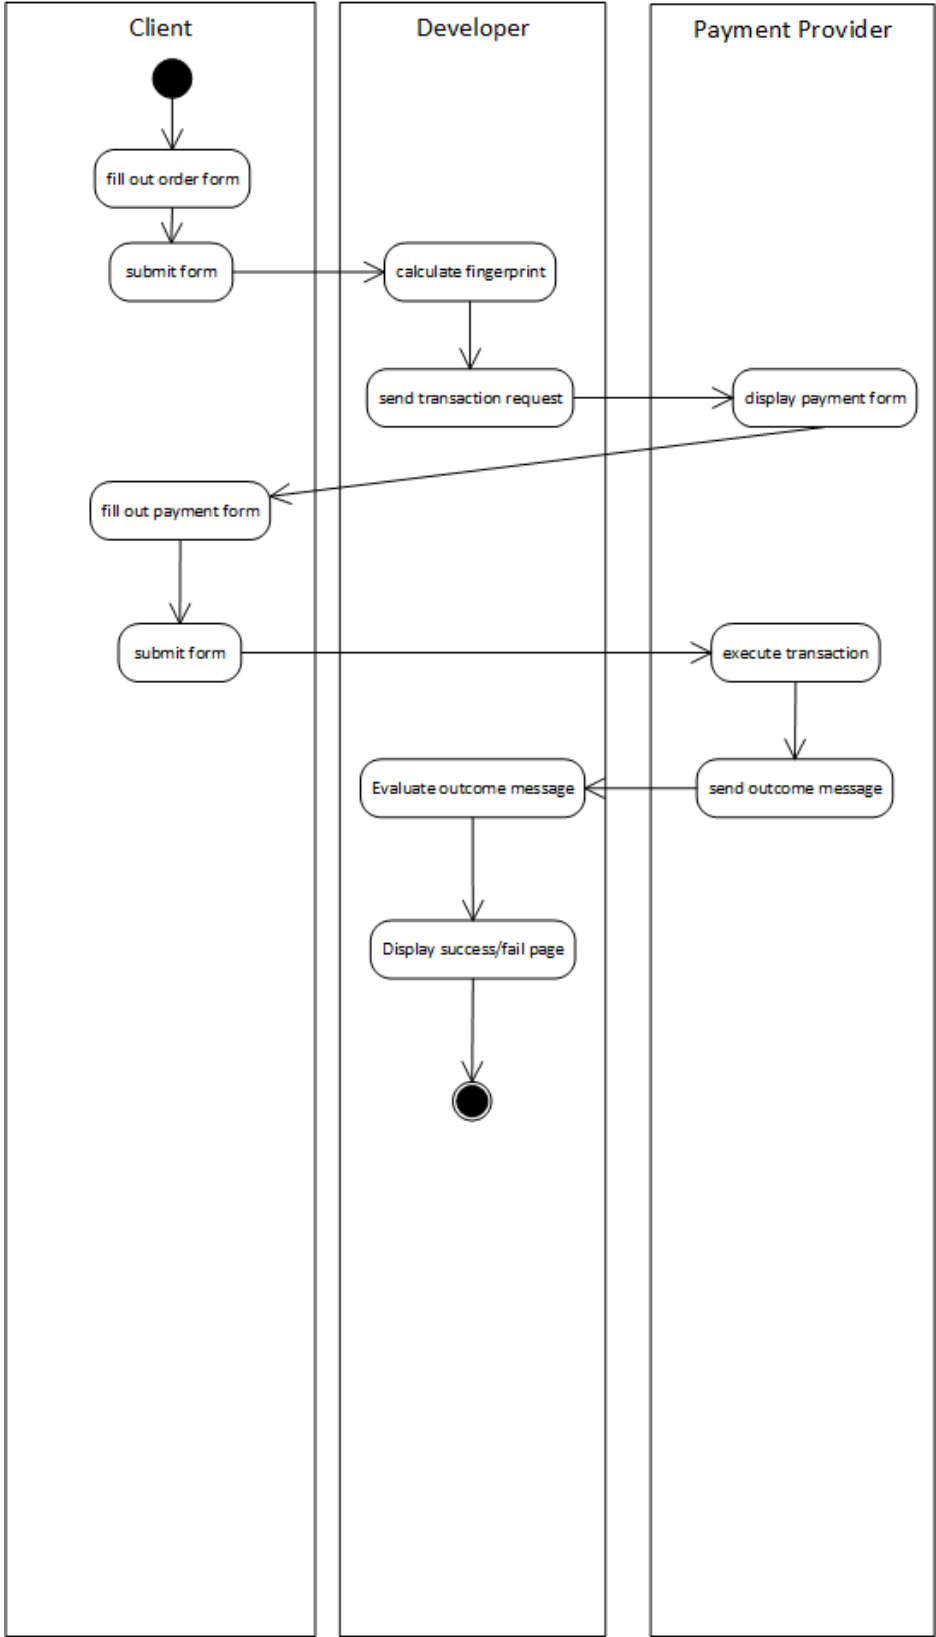 Client
Developer
Payment Provider
fill out order form
submit form
calculate fingerprint
send transaction request
display payment form
fill out payment form
submit form
execute transaction
Evaluate outcome message
send outcome message
Display success/fail page